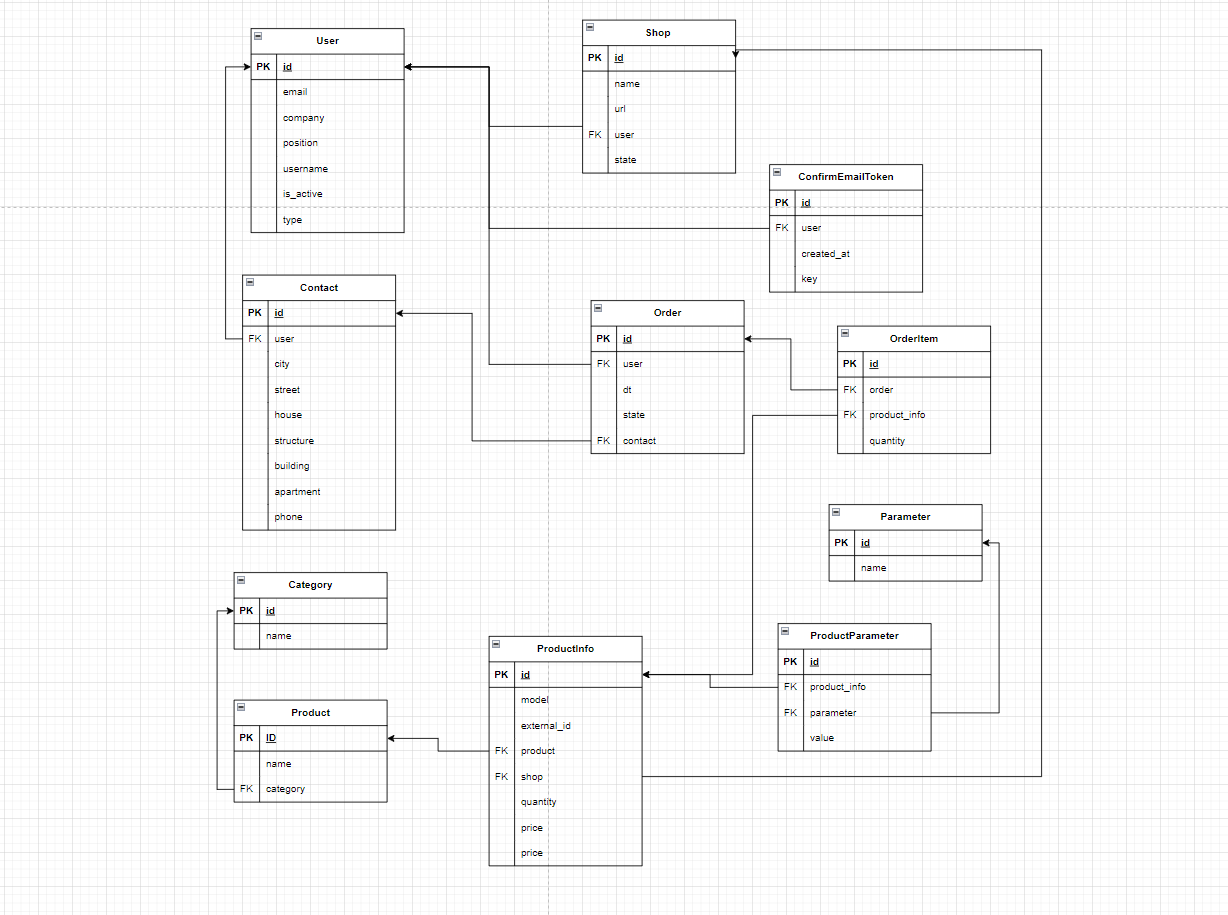 User
PK id
email
company
position
username
is_active
type
Shop
PK id
name
url
FK user
state
ConfirmEmailToken
PK id
FK user
created_at
key
Contact
PK id
FK user
city
street
house
structure
building
apartment
phone
Order
PK id
FK user
dt
state
FK contact
OrderItem
PK id
FK order
FK product_info
quantity
Parameter
PK id
name
Category
PK id
name
ProductInfo
PK id
model
external_id
FK product
FK shop
quantity
price
price
ProductParameter
PK id
FK product_info
FK parameter
value
Product
PK ID
name
FK category